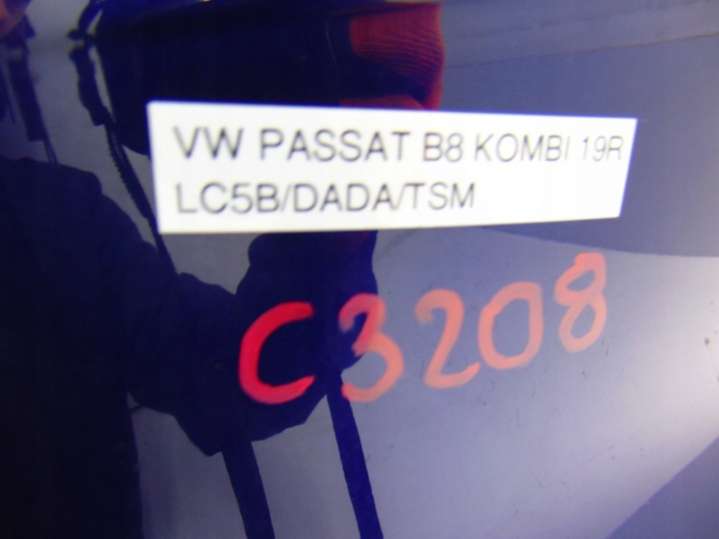 VW PASSAT B8 KOMBI 19R
LC5B/DADA/TSM
C3208